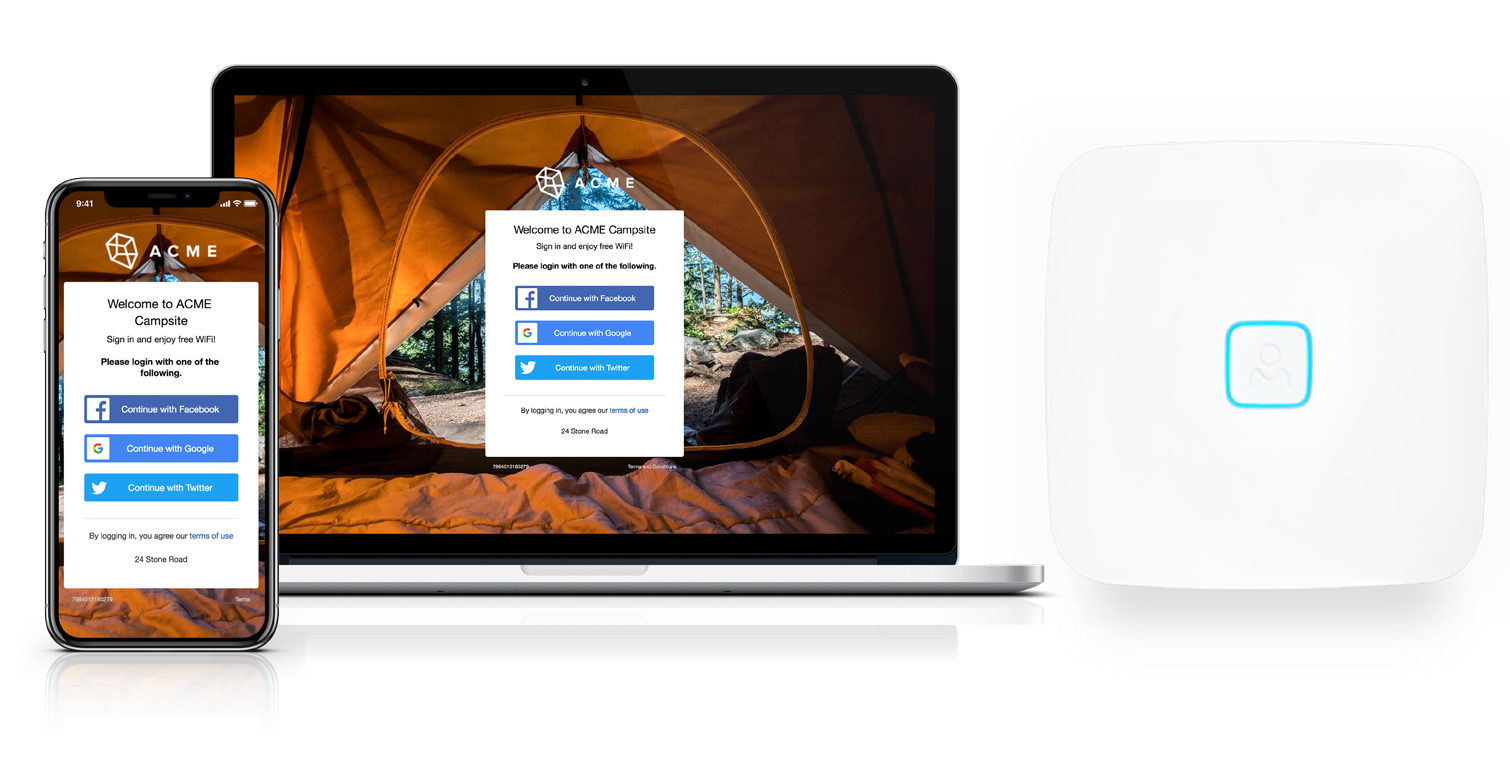 9:41
ACME
Welcome to ACME
Campsite
Sign in and enjoy free WiFi!
Please login with one of the
following.
Continue with Facebook
Continue with Google
Continue with Twitter
By logging in, you agree our terms of use
24 Stone Road
7984013180279
Terms
ACME
Welcome to ACME Campsite
Sign in and enjoy free WiFi!
Please login with one of the following.
Continue with Facebook
Continue with Google
Continue with Twitter
By logging in, you agree our terms of use
24 Stone Road
7984013180279
Terms and Conditions